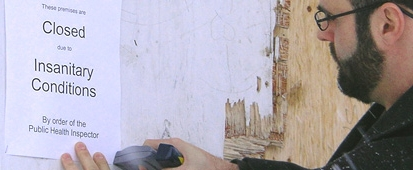 These premises are
Closed
due to
Insanitary
Conditions
By order of the
Public Health Inspector